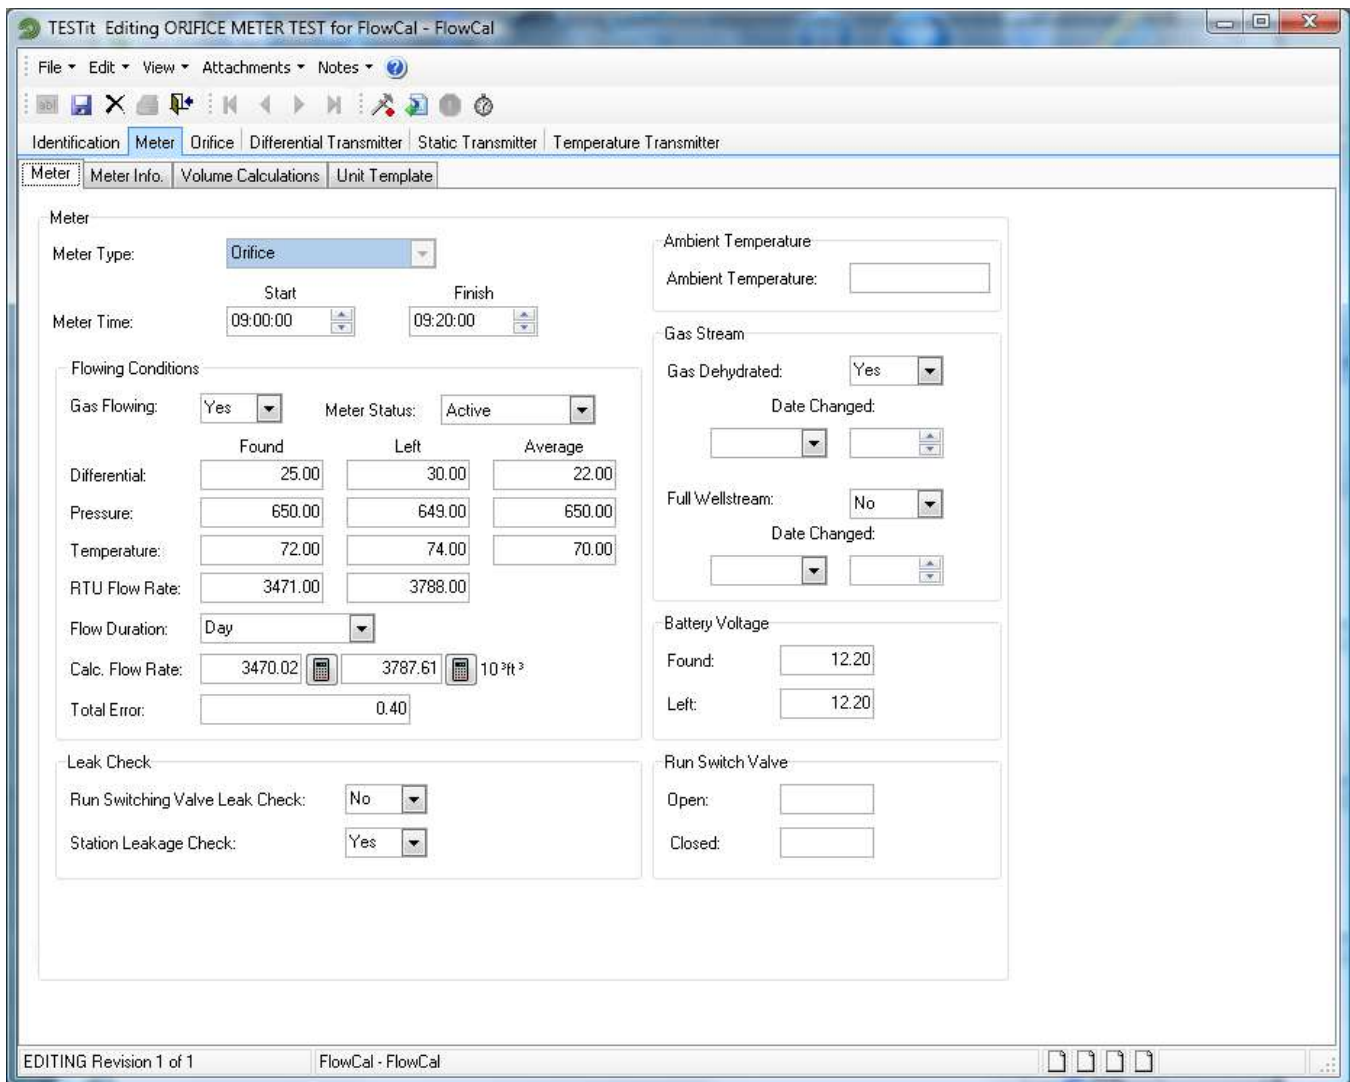 TESTit Editing ORIFICE METER TEST for FlowCal - FlowCal
File Edit View Attachments Notes
Identification Meter Orifice Differential Transmitter Static Transmitter Temperature Transmitter
Meter Meter Info. Volume Calculations Unit Template
Meter
Meter Type: Orifice
Start Finish
Meter Time: 09:00:00 09:20:00
Flowing Conditions
Gas Flowing: Yes Meter Status: Active
Found Left Average
Differential: 25.00 30.00 22.00
Pressure: 650.00 649.00 650.00
Temperature: 72.00 74.00 70.00
RTU Flow Rate: 3471.00 3788.00
Flow Duration: Day
Calc. Flow Rate: 3470.02 3787.61 10³ft³
Total Error: 0.40
Leak Check
Run Switching Valve Leak Check: No
Station Leakage Check: Yes
Ambient Temperature
Ambient Temperature:
Gas Stream
Gas Dehydrated: Yes
Date Changed:
Full Wellstream: No
Date Changed:
Battery Voltage
Found: 12.20
Left: 12.20
Run Switch Valve
Open:
Closed:
EDITING Revision 1 of 1 FlowCal - FlowCal